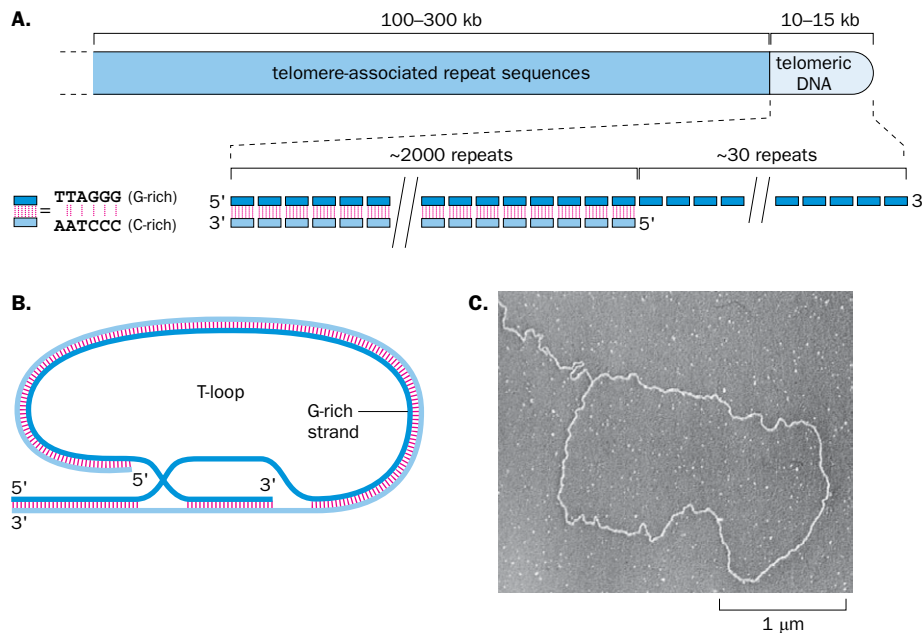 A.
100–300 kb
10–15 kb
telomere-associated repeat sequences
telomeric
DNA
~2000 repeats
~30 repeats
= TTAGGG (G-rich)
AATCCC (C-rich)
5'
3'
3'
5'
B.
T-loop
G-rich
strand
5'
3'
5'
3'
C.
1 µm